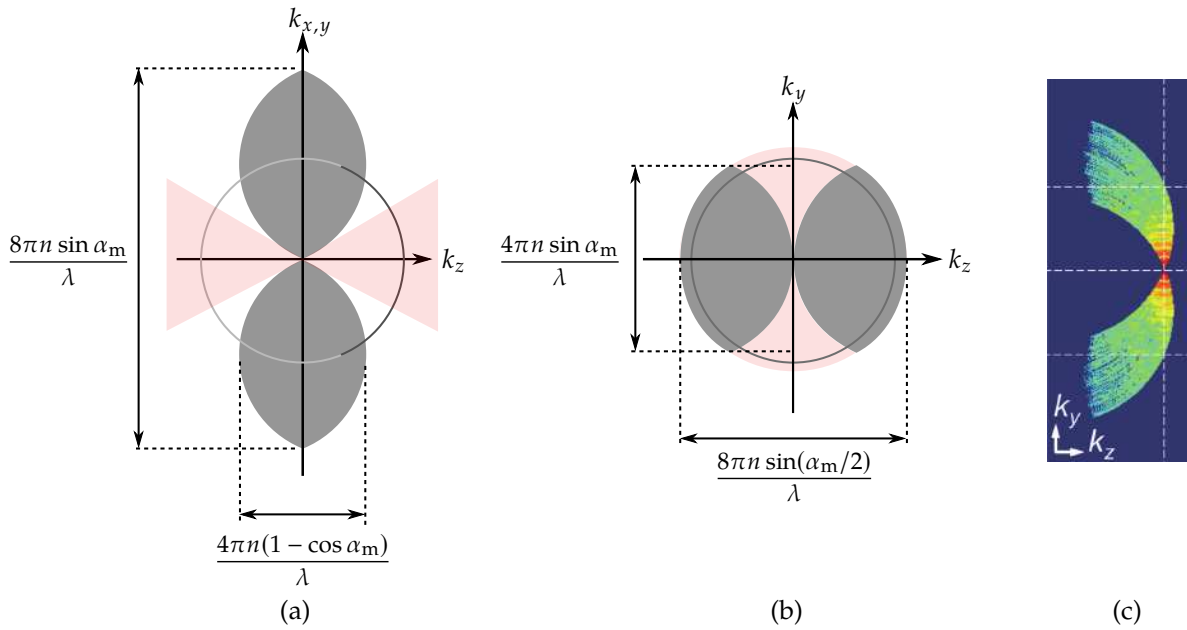 k_{x,y}
k_z
8πn sin α_m
λ
4πn(1 − cos α_m)
λ
(a)
k_y
k_z
4πn sin α_m
λ
8πn sin(α_m/2)
λ
(b)
k_y
k_z
(c)